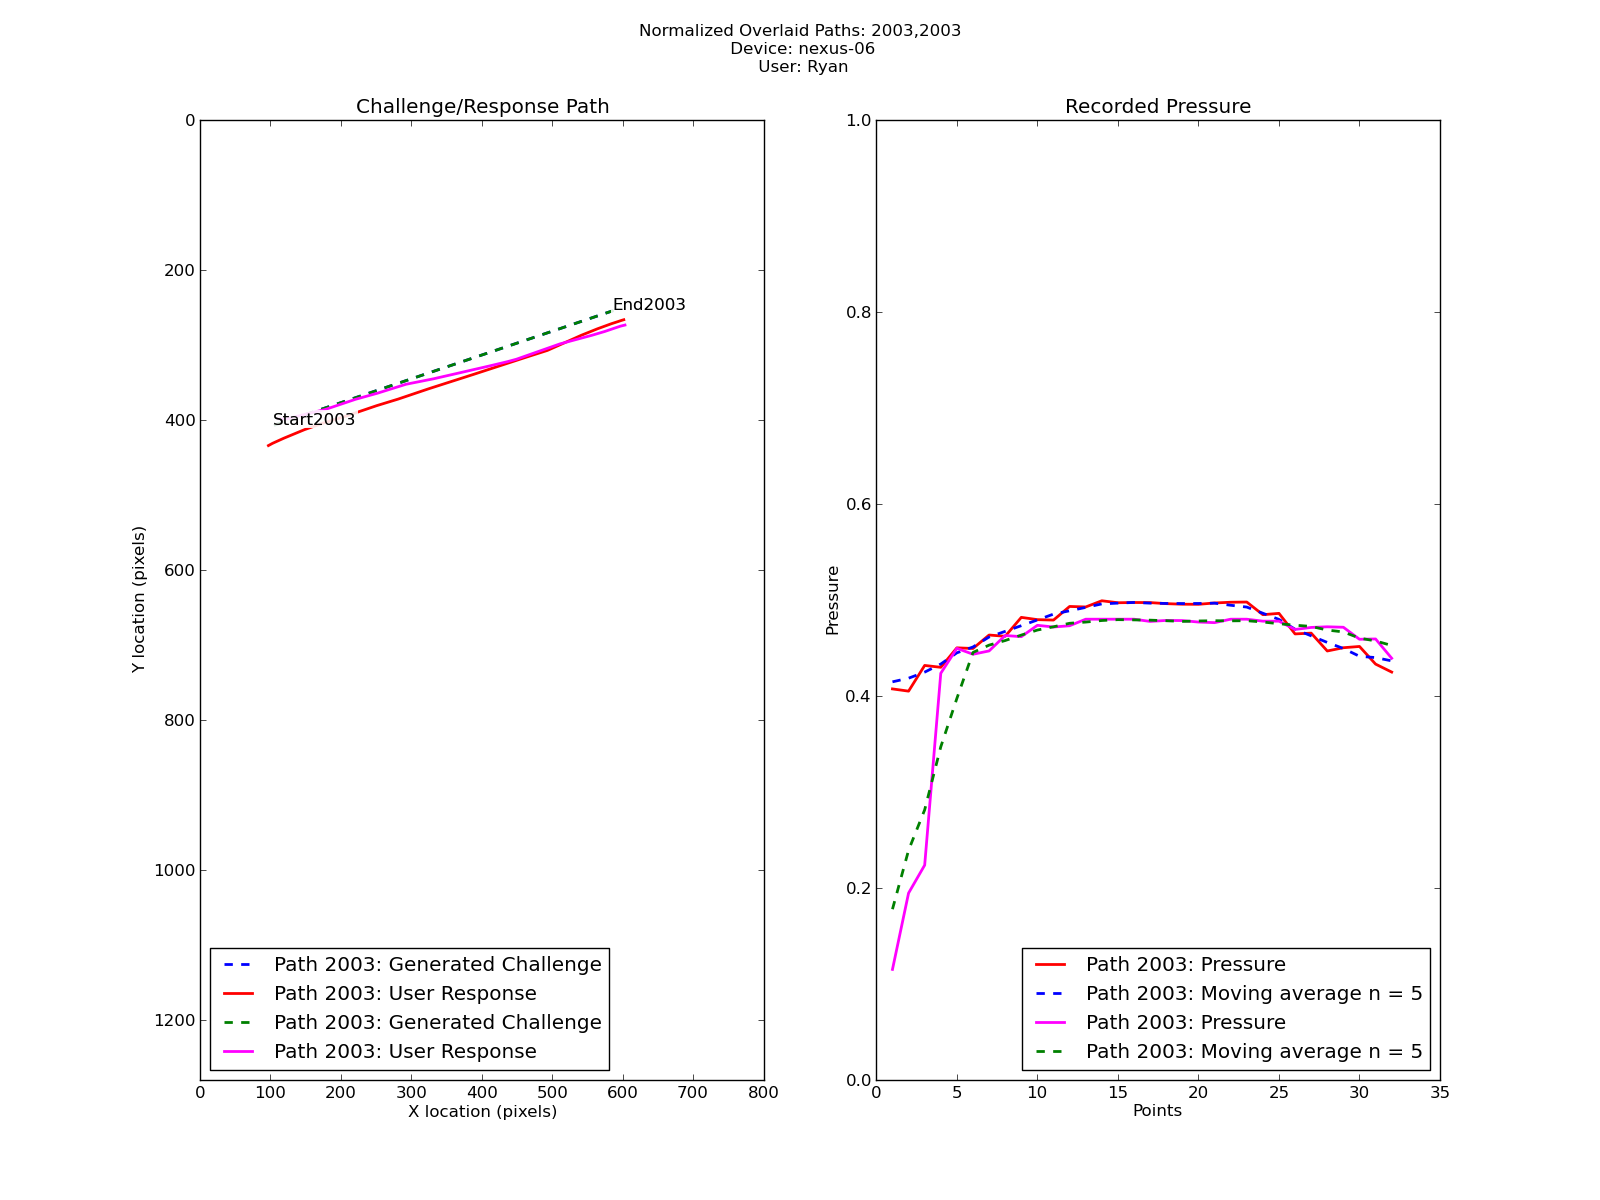 Normalized Overlaid Paths: 2003,2003
Device: nexus-06
User: Ryan
Challenge/Response Path
0
200
400
600
800
1000
1200
Y location (pixels)
End2003
Start2003
Path 2003: Generated Challenge
Path 2003: User Response
Path 2003: Generated Challenge
Path 2003: User Response
0 100 200 300 400 500 600 700 800
X location (pixels)
Recorded Pressure
1.0
0.8
0.6
0.4
0.2
0.0
Pressure
Path 2003: Pressure
Path 2003: Moving average n = 5
Path 2003: Pressure
Path 2003: Moving average n = 5
0 5 10 15 20 25 30 35
Points